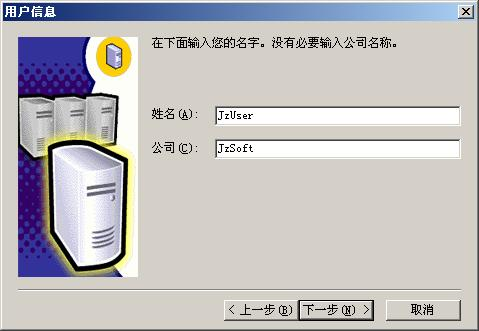 用户信息
在下面输入您的名字。没有必要输入公司名称。
姓名(A): JzUser
公司(C): JzSoft
< 上一步(B) 下一步(N) > 取消